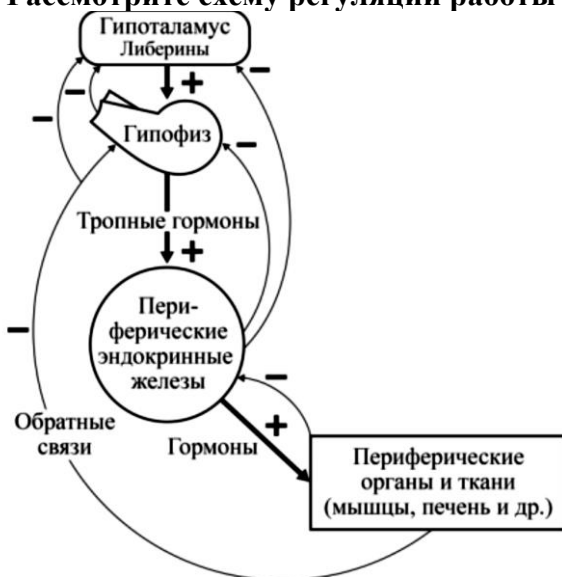 Рассмотрите схему регуляции работы
Гипоталамус
Либерины
+
−
−
−
Гипофиз
−
Тропные гормоны
+
Пери-
ферические
эндокринные
железы
−
−
+
Обратные
связи
Гормоны
Периферические
органы и ткани
(мышцы, печень и др.)